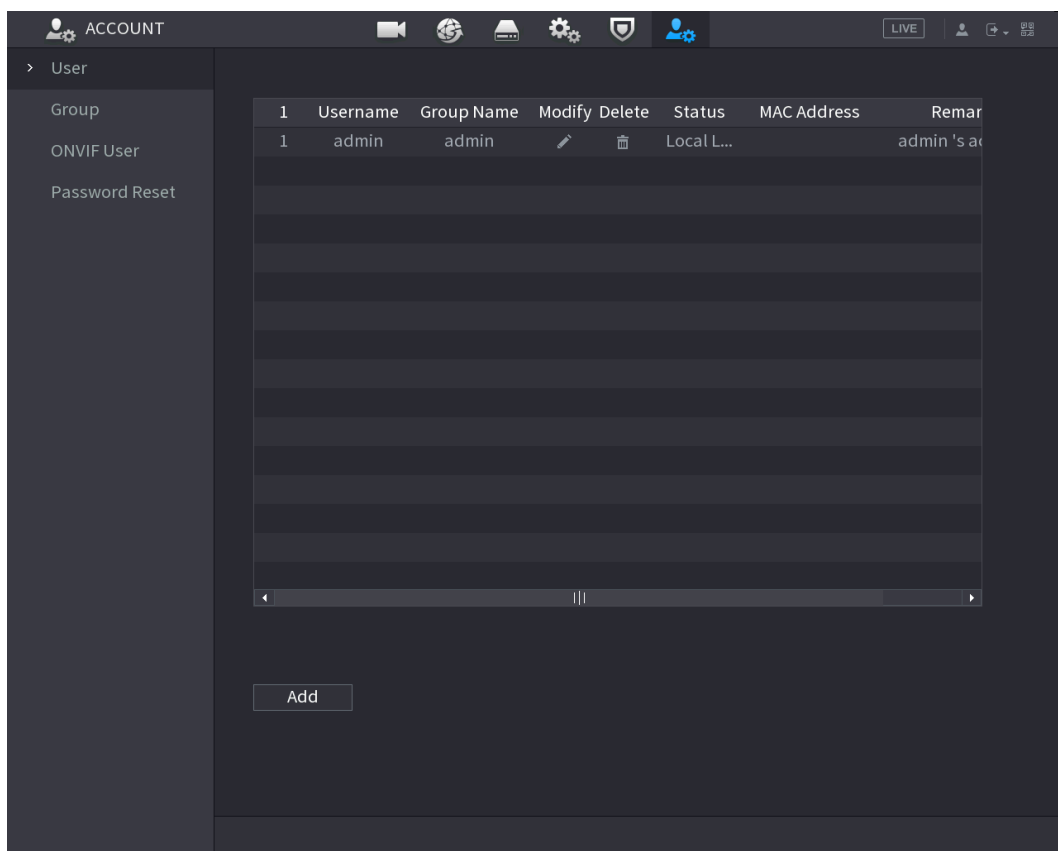 ACCOUNT LIVE
User
Group
ONVIF User
Password Reset
1 Username Group Name Modify Delete Status MAC Address Remar
1 admin admin Local L... admin 's ac
Add